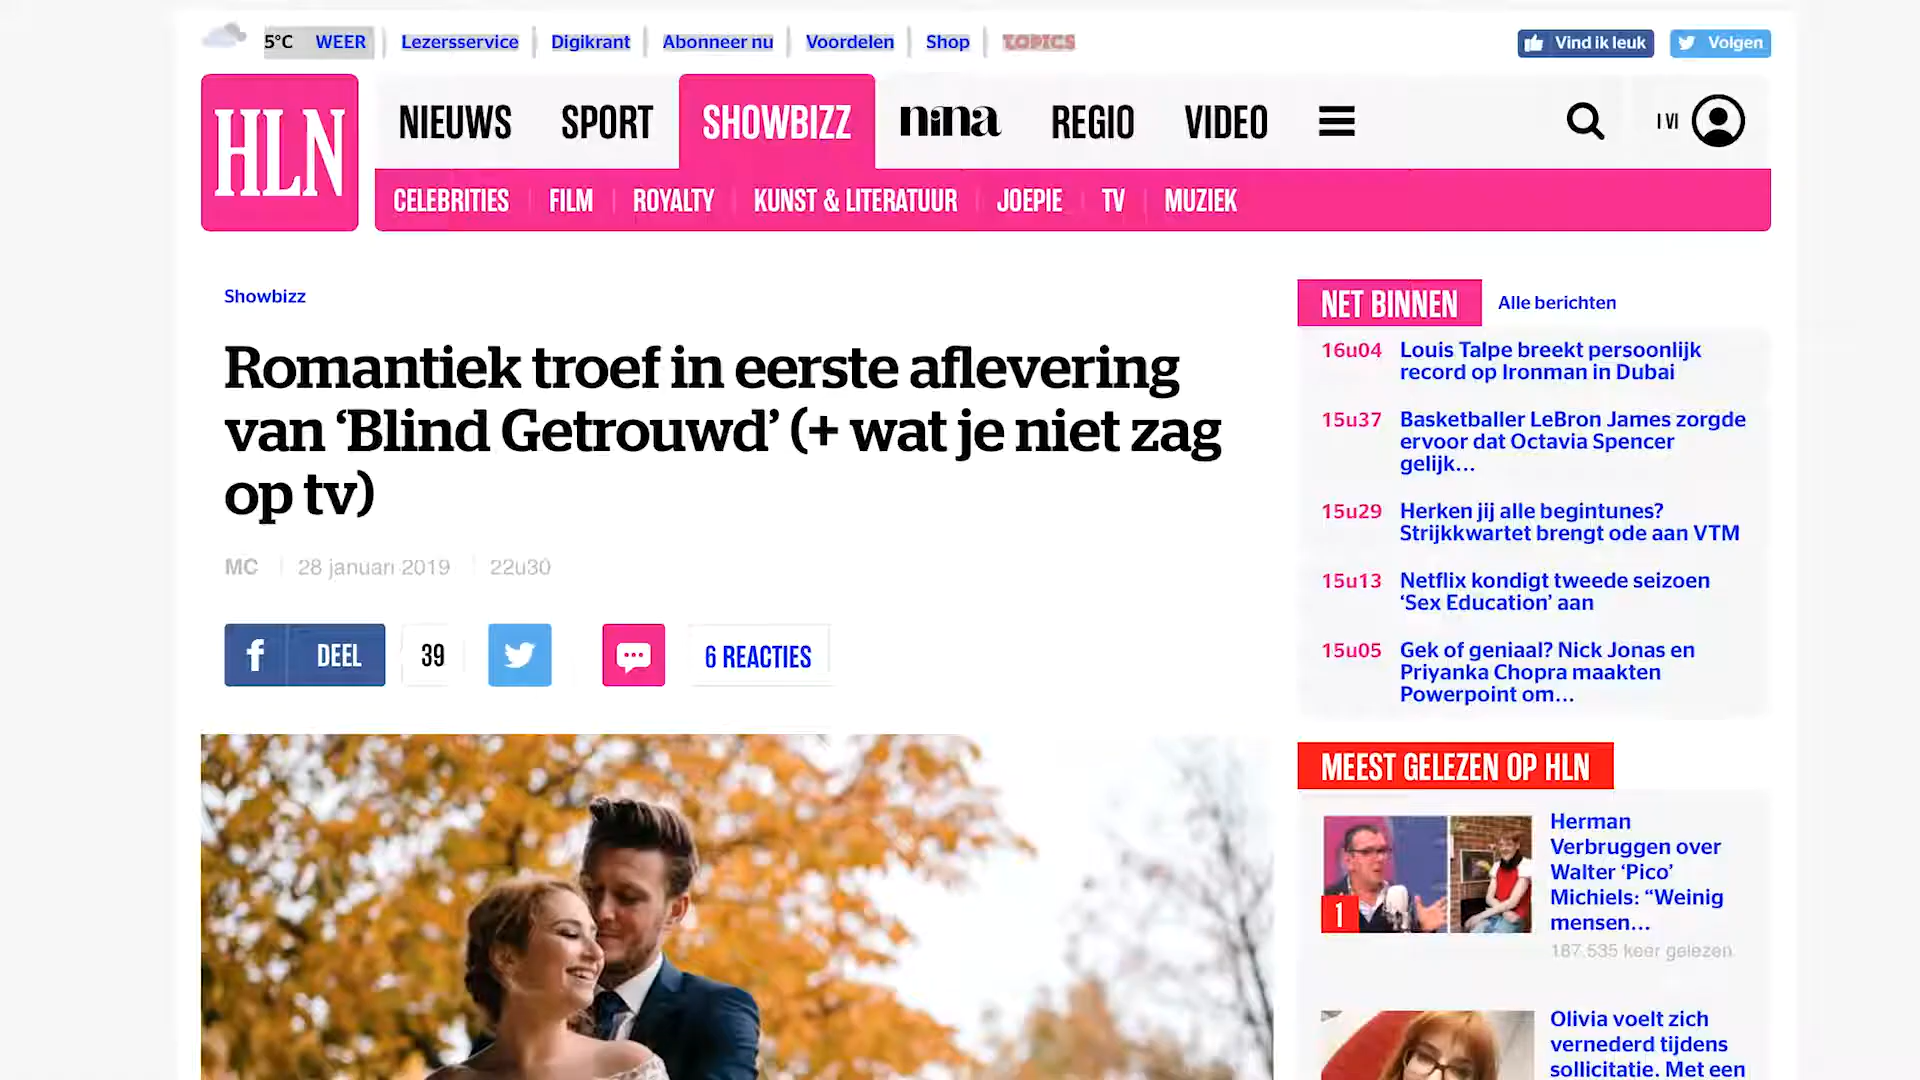 5°C WEER Lezersservice Digikrant Abonneer nu Voordelen Shop TOPICS Vind ik leuk Volgen
HLN NIEUWS SPORT SHOWBIZZ nina REGIO VIDEO
CELEBRITIES FILM ROYALTY KUNST & LITERATUUR JOEPIE TV MUZIEK
Showbizz
Romantiek troef in eerste aflevering
van ‘Blind Getrouwd’ (+ wat je niet zag
op tv)
MC 28 januari 2019 22u30
f DEEL 39 6 REACTIES
NET BINNEN Alle berichten
16u04 Louis Talpe breekt persoonlijk
record op Ironman in Dubai
15u37 Basketballer LeBron James zorgde
ervoor dat Octavia Spencer
gelijk...
15u29 Herken jij alle begintunes?
Strijkkwartet brengt ode aan VTM
15u13 Netflix kondigt tweede seizoen
‘Sex Education’ aan
15u05 Gek of geniaal? Nick Jonas en
Priyanka Chopra maakten
Powerpoint om...
MEEST GELEZEN OP HLN
1
Herman
Verbruggen over
Walter ‘Pico’
Michiels: “Weinig
mensen...
187.535 keer gelezen
Olivia voelt zich
vernederd tijdens
sollicitatie. Met een